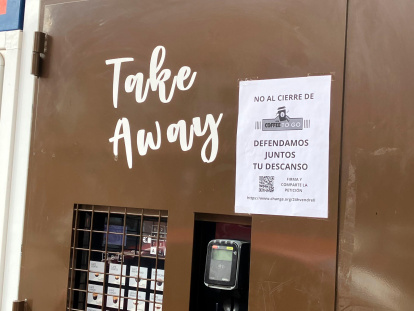 Take
Away
NO AL CIERRE DE
COFFEE TO GO
DEFENDAMOS
JUNTOS
TU DESCANSO
FIRMA Y
COMPARTE LA
PETICIÓN